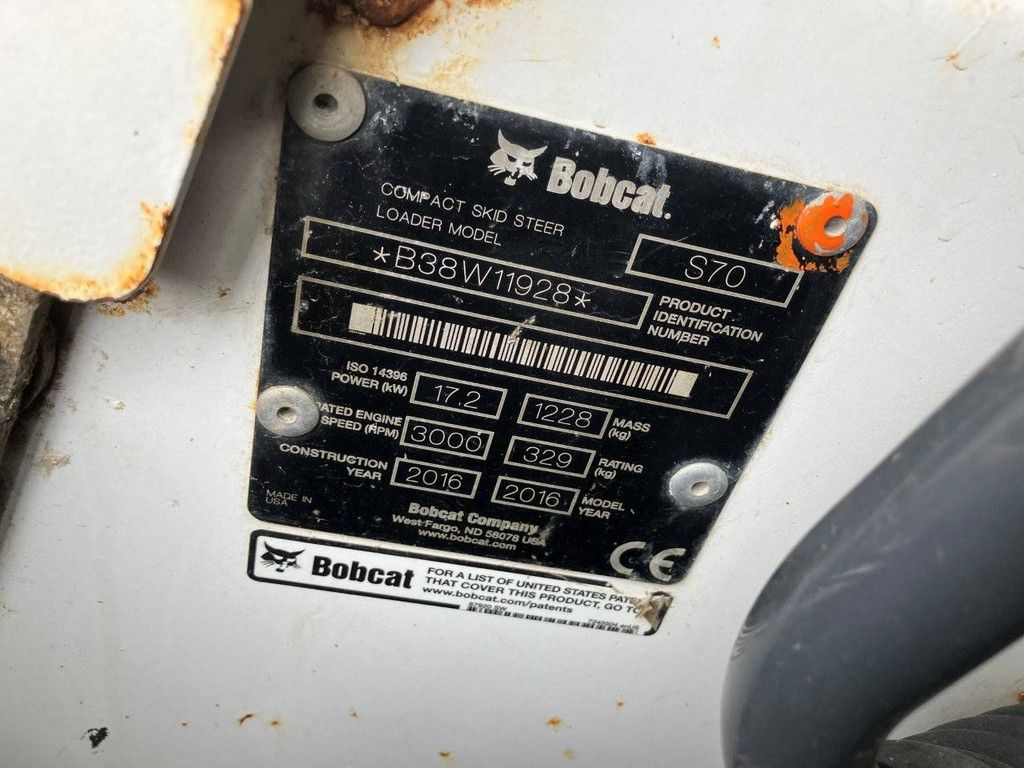 Bobcat.
COMPACT SKID STEER
LOADER MODEL
S70
*B38W11928*
PRODUCT
IDENTIFICATION
NUMBER
ISO 14396
POWER (kW)
17.2
1228
MASS
(kg)
ATED ENGINE
SPEED (RPM)
3000
329
RATING
(kg)
CONSTRUCTION
YEAR
2016
2016
MODEL
YEAR
MADE IN
USA
Bobcat Company
West Fargo, ND 58078 USA
www.bobcat.com
CE
Bobcat
FOR A LIST OF UNITED STATES PATE
THAT COVER THIS PRODUCT, GO TO
www.bobcat.com/patents